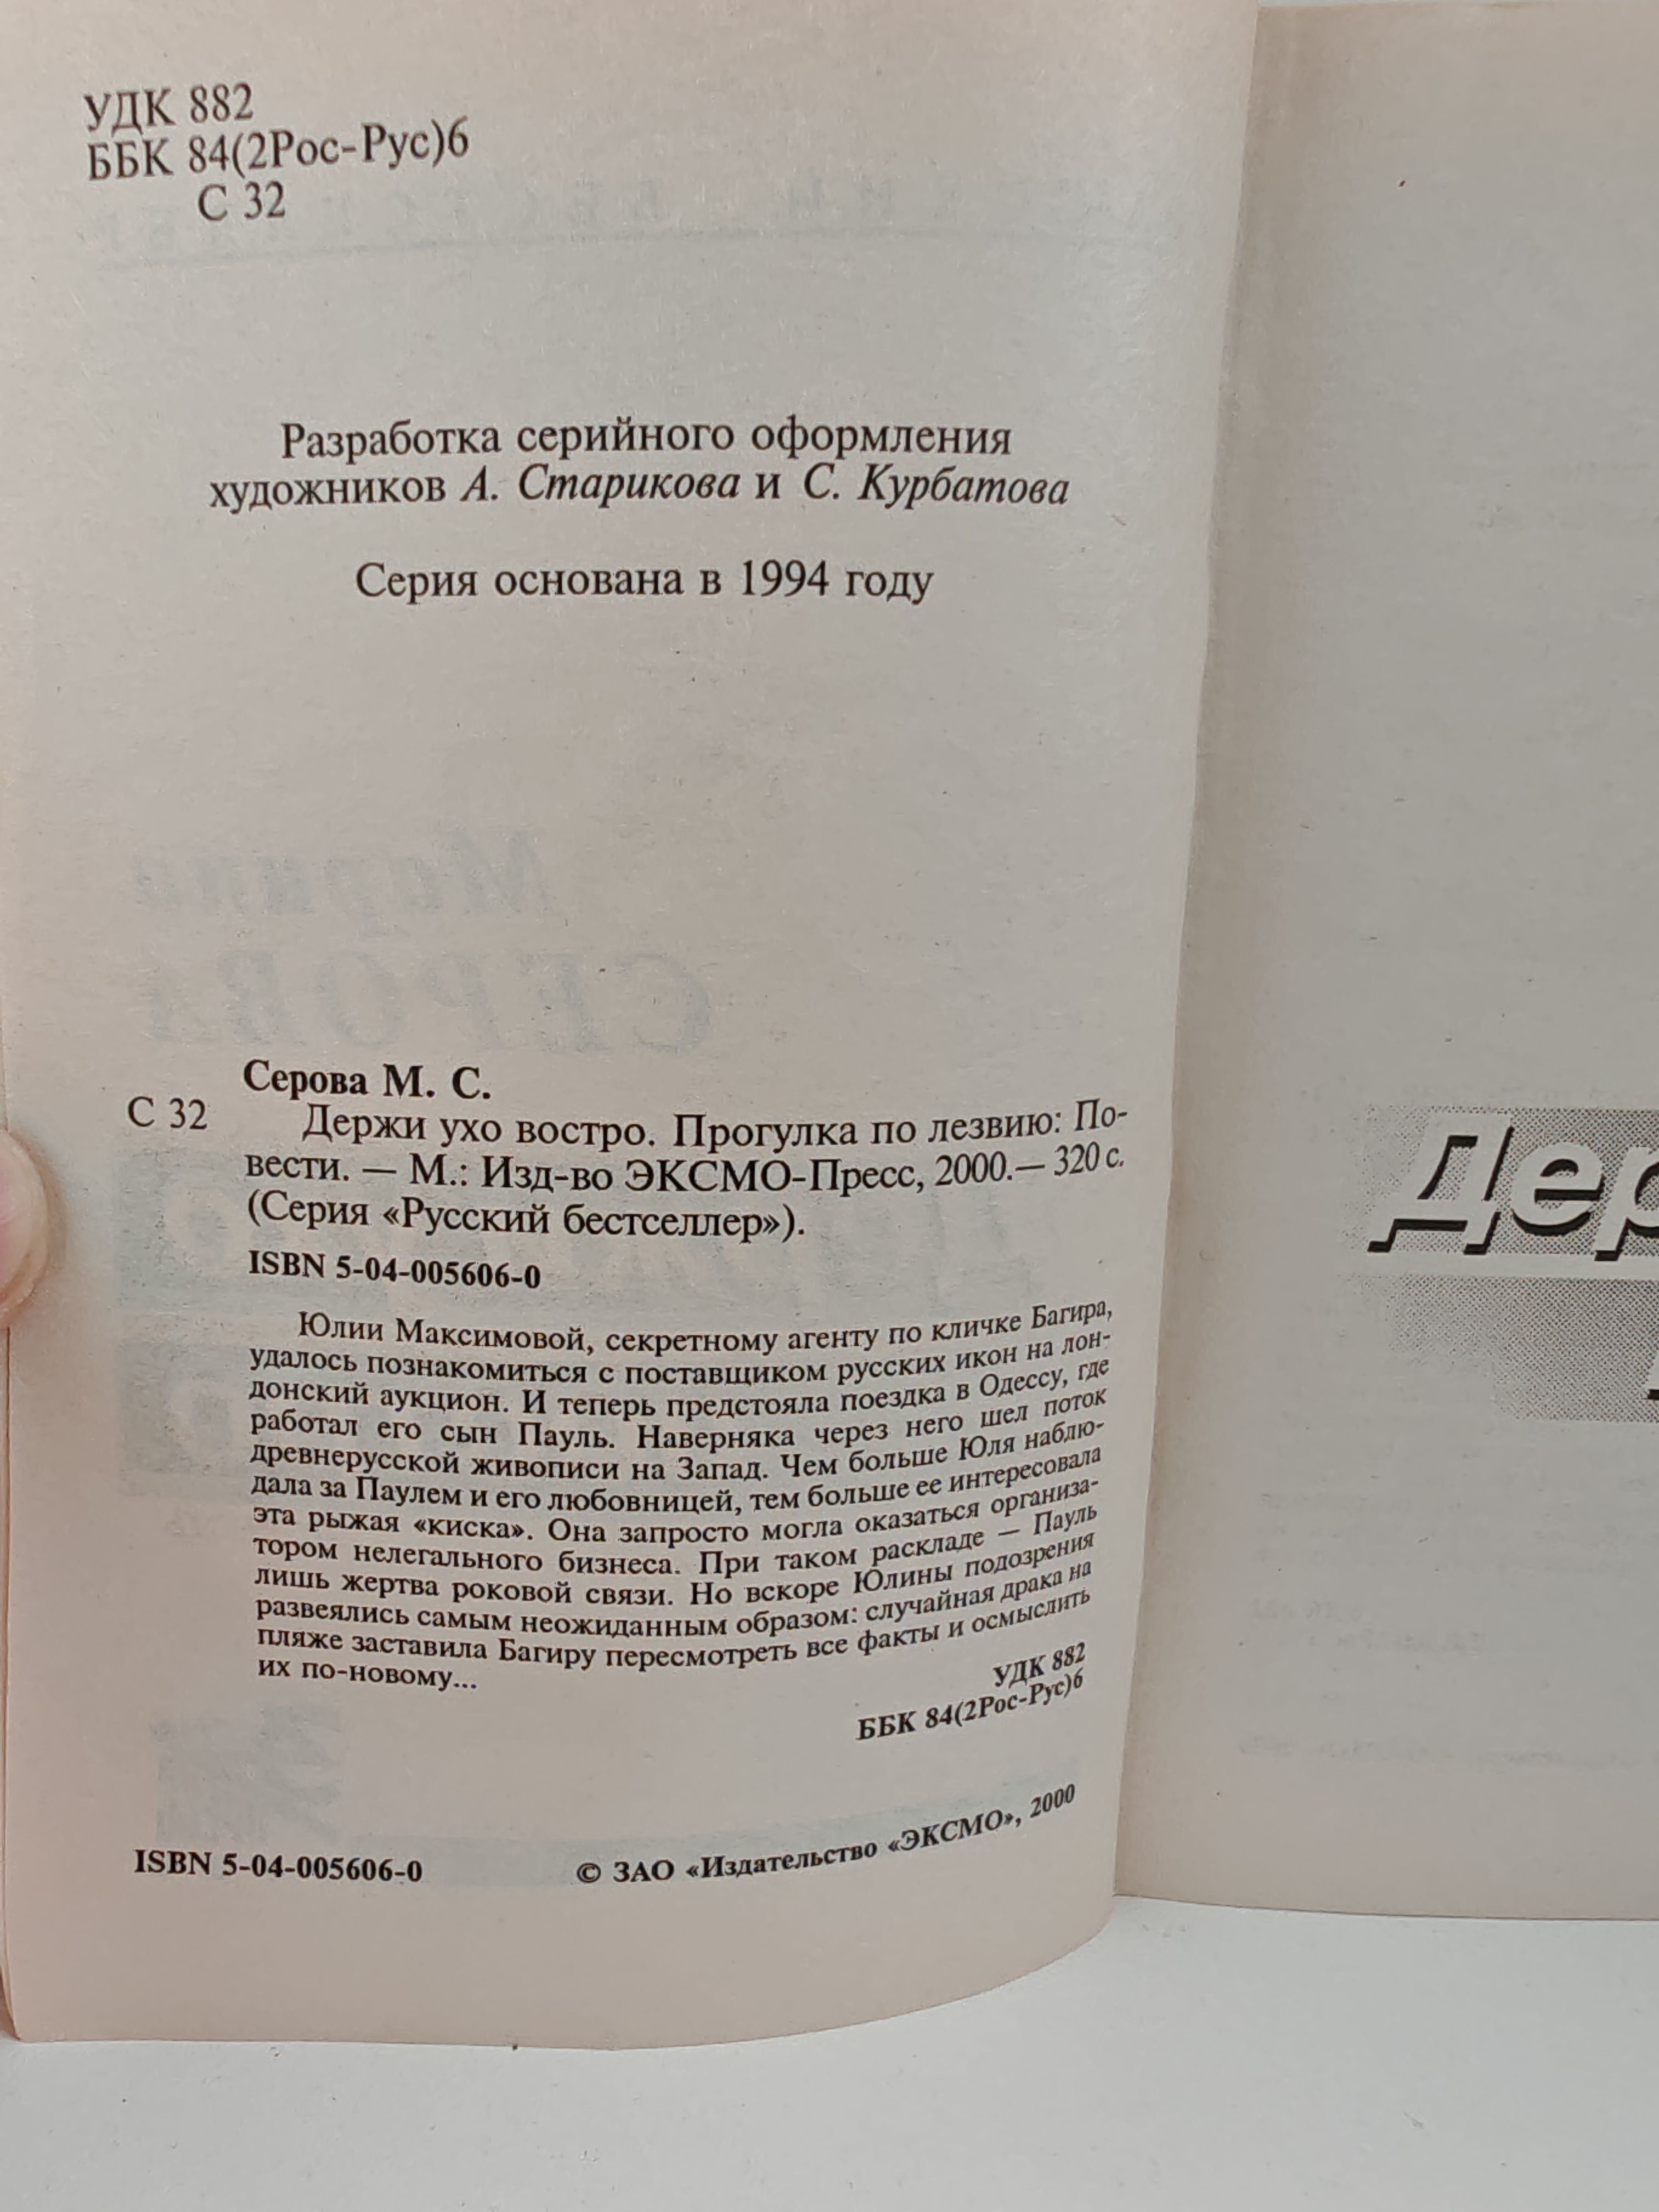 УДК 882
ББК 84(2Рос-Рус)6
С 32
Разработка серийного оформления
художников А. Старикова и С. Курбатова
Серия основана в 1994 году
Серова М. С.
С 32 Держи ухо востро. Прогулка по лезвию: По-
вести. — М.: Изд-во ЭКСМО-Пресс, 2000.— 320 с.
(Серия «Русский бестселлер»).
ISBN 5-04-005606-0
Юлии Максимовой, секретному агенту по кличке Багира,
удалось познакомиться с поставщиком русских икон на лон-
донский аукцион. И теперь предстояла поездка в Одессу, где
работал его сын Пауль. Наверняка через него шел поток
древнерусской живописи на Запад. Чем больше Юля наблю-
дала за Паулем и его любовницей, тем больше ее интересовала
эта рыжая «киска». Она запросто могла оказаться организа-
тором нелегального бизнеса. При таком раскладе — Пауль
лишь жертва роковой связи. Но вскоре Юлины подозрения
развеялись самым неожиданным образом: случайная драка на
пляже заставила Багиру пересмотреть все факты и осмыслить
их по-новому...
УДК 882
ББК 84(2Рос-Рус)6
ISBN 5-04-005606-0 © ЗАО «Издательство «ЭКСМО», 2000
Дер